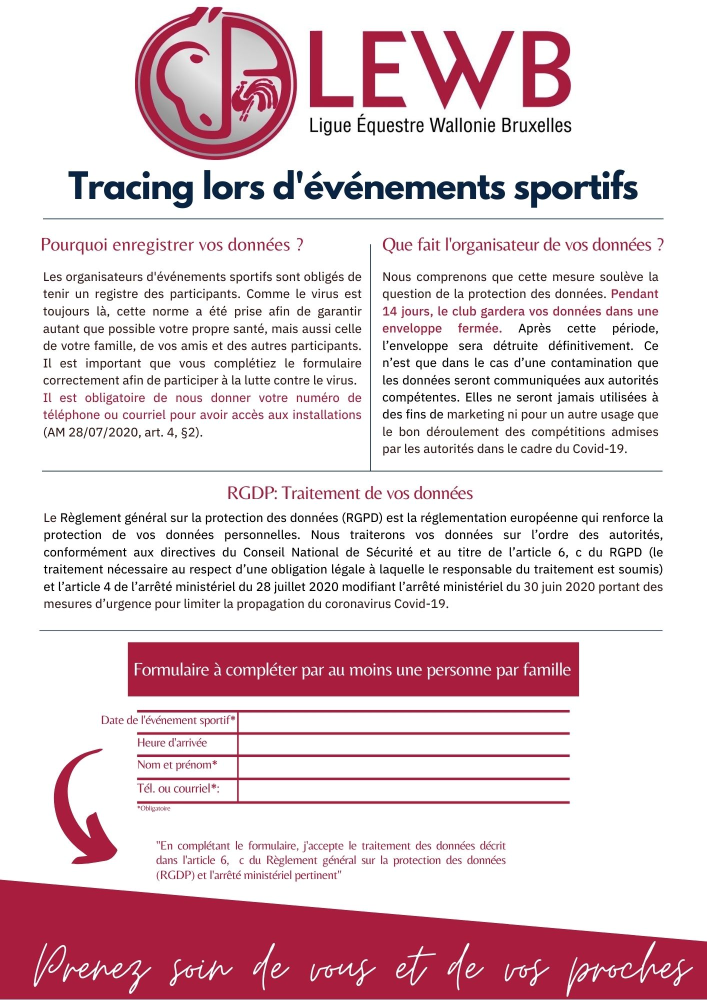 LEWB
Ligue Équestre Wallonie Bruxelles
Tracing lors d'événements sportifs
Pourquoi enregistrer vos données ?
Les organisateurs d'événements sportifs sont obligés de
tenir un registre des participants. Comme le virus est
toujours là, cette norme a été prise afin de garantir
autant que possible votre propre santé, mais aussi celle
de votre famille, de vos amis et des autres participants.
Il est important que vous complétiez le formulaire
correctement afin de participer à la lutte contre le virus.
Il est obligatoire de nous donner votre numéro de
téléphone ou courriel pour avoir accès aux installations
(AM 28/07/2020, art. 4, §2).
Que fait l'organisateur de vos données ?
Nous comprenons que cette mesure soulève la
question de la protection des données. Pendant
14 jours, le club gardera vos données dans une
enveloppe fermée. Après cette période,
l’enveloppe sera détruite définitivement. Ce
n’est que dans le cas d’une contamination que
les données seront communiquées aux autorités
compétentes. Elles ne seront jamais utilisées à
des fins de marketing ni pour un autre usage que
le bon déroulement des compétitions admises
par les autorités dans le cadre du Covid-19.
RGDP: Traitement de vos données
Le Règlement général sur la protection des données (RGPD) est la réglementation européenne qui renforce la
protection de vos données personnelles. Nous traiterons vos données sur l’ordre des autorités,
conformément aux directives du Conseil National de Sécurité et au titre de l’article 6, c du RGPD (le
traitement nécessaire au respect d’une obligation légale à laquelle le responsable du traitement est soumis)
et l’article 4 de l’arrêté ministériel du 28 juillet 2020 modifiant l’arrêté ministériel du 30 juin 2020 portant des
mesures d’urgence pour limiter la propagation du coronavirus Covid-19.
Formulaire à compléter par au moins une personne par famille
Date de l'événement sportif*
Heure d'arrivée
Nom et prénom*
Tél. ou courriel*:
*Obligatoire
"En complétant le formulaire, j'accepte le traitement des données décrit
dans l'article 6, c du Règlement général sur la protection des données
(RGDP) et l'arrêté ministériel pertinent"
Prenez soin de vous et de vos proches